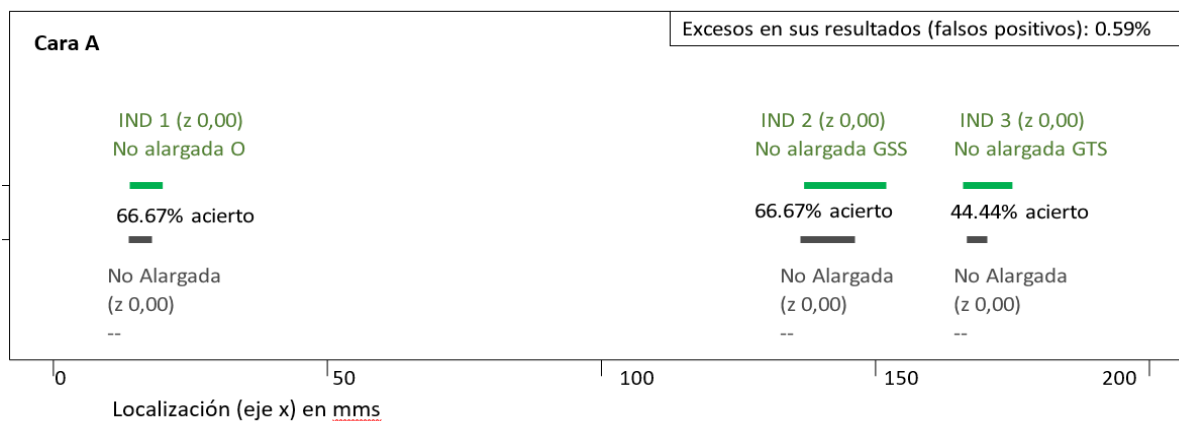 Excesos en sus resultados (falsos positivos): 0.59%
Cara A
IND 1 (z 0,00)
No alargada O
IND 2 (z 0,00)
No alargada GSS
IND 3 (z 0,00)
No alargada GTS
66.67% acierto
66.67% acierto
44.44% acierto
No Alargada
(z 0,00)
--
No Alargada
(z 0,00)
--
No Alargada
(z 0,00)
--
0 50 100 150 200
Localización (eje x) en mms